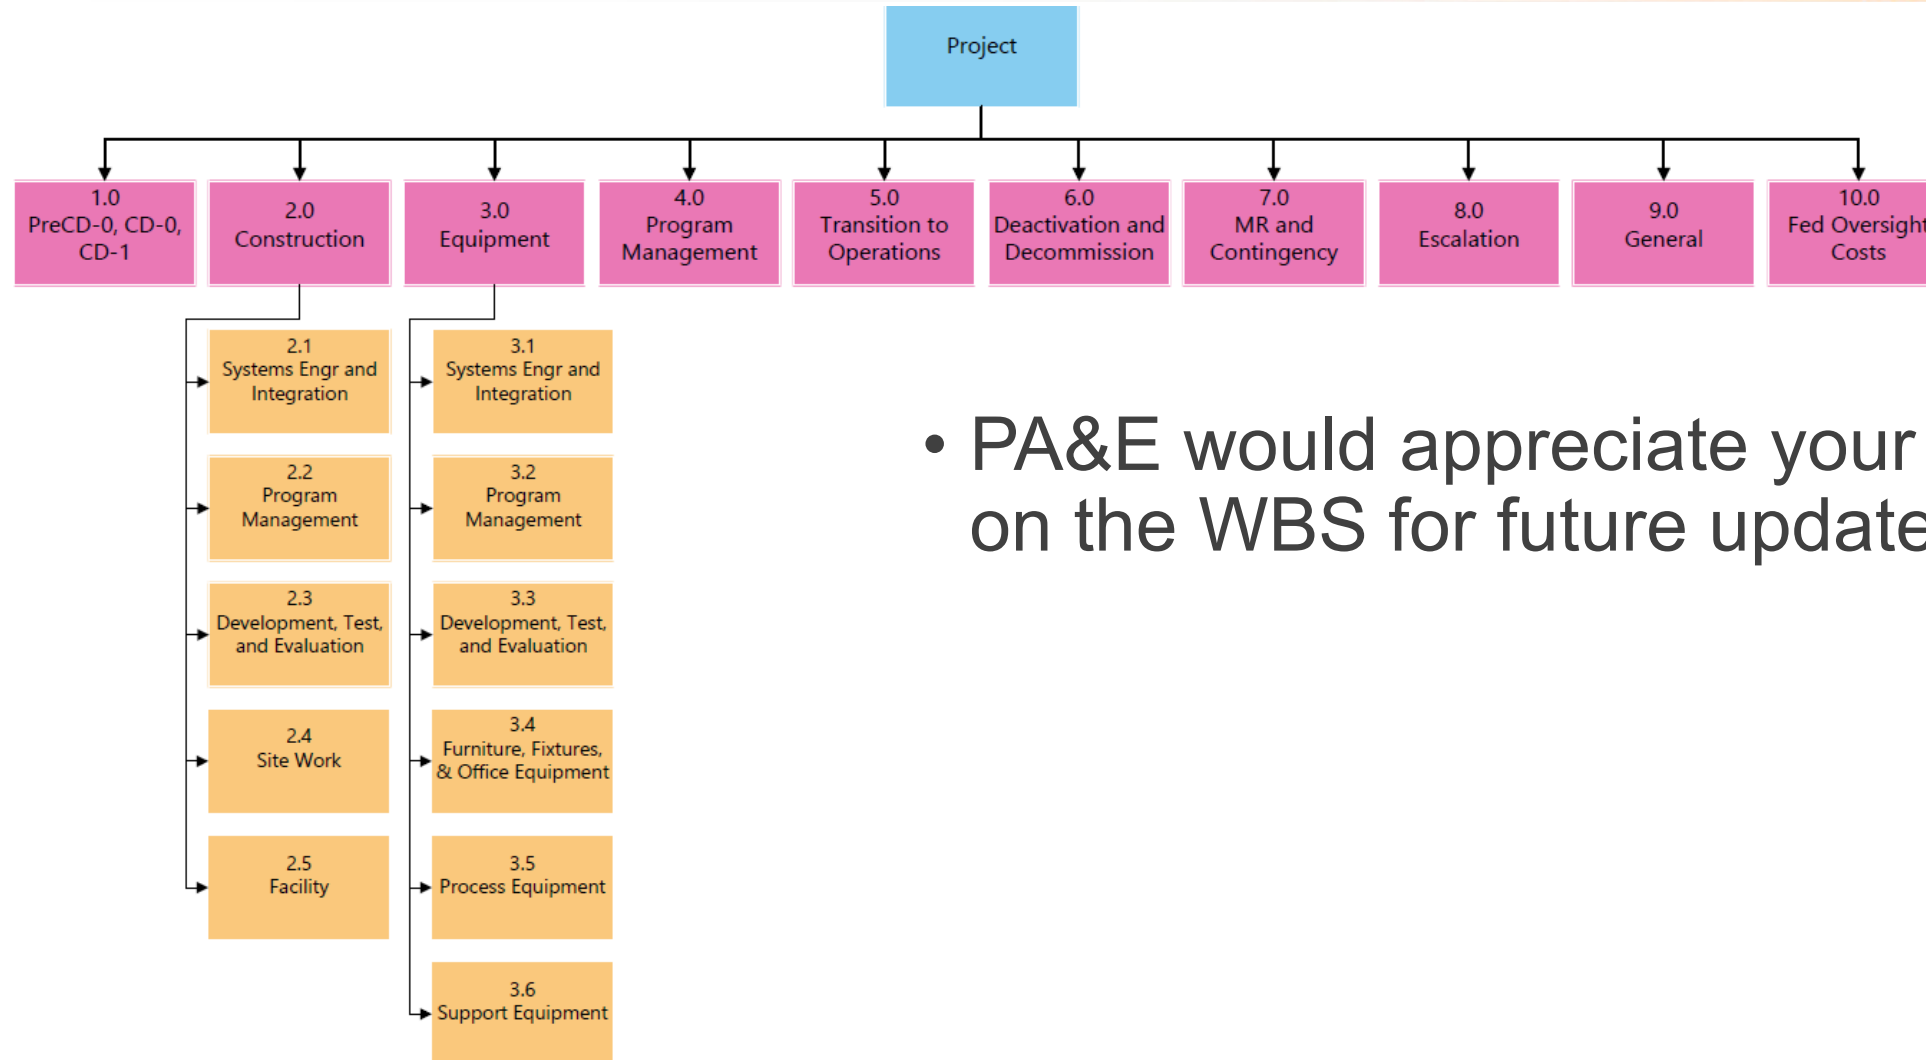 Project
1.0
PreCD-0, CD-0,
CD-1
2.0
Construction
3.0
Equipment
4.0
Program
Management
5.0
Transition to
Operations
6.0
Deactivation and
Decommission
7.0
MR and
Contingency
8.0
Escalation
9.0
General
10.0
Fed Oversight
Costs
2.1
Systems Engr and
Integration
2.2
Program
Management
2.3
Development, Test,
and Evaluation
2.4
Site Work
2.5
Facility
3.1
Systems Engr and
Integration
3.2
Program
Management
3.3
Development, Test,
and Evaluation
3.4
Furniture, Fixtures,
& Office Equipment
3.5
Process Equipment
3.6
Support Equipment
• PA&E would appreciate your
on the WBS for future update